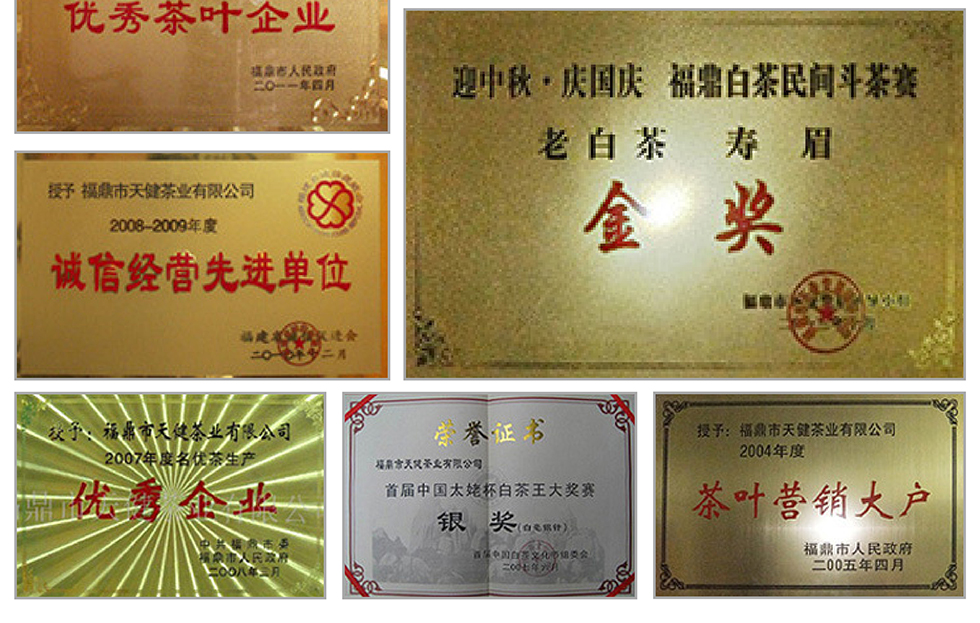 优秀茶叶企业
福鼎市人民政府
二〇一一年四月
迎中秋·庆国庆 福鼎白茶民间斗茶赛
老白茶 寿眉
金奖
授予 福鼎市天健茶业有限公司
2008-2009年度
诚信经营先进单位
授予：福鼎市天健茶业有限公司
2007年度名优茶生产
优秀企业
中共福鼎市委
福鼎市人民政府
二〇〇八年三月
荣誉证书
福鼎市天健茶业有限公司
首届中国太姥杯白茶王大奖赛
银奖(白毫银针)
授予：福鼎市天健茶业有限公司
2004年度
茶叶营销大户
福鼎市人民政府
二〇〇五年四月